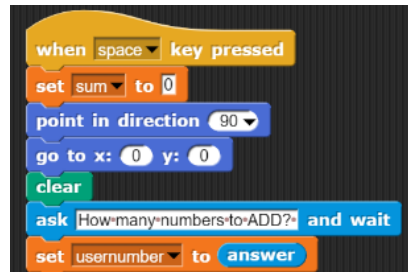 when space key pressed
set sum to 0
point in direction 90
go to x: 0 y: 0
clear
ask How many numbers to ADD? and wait
set usernumber to answer